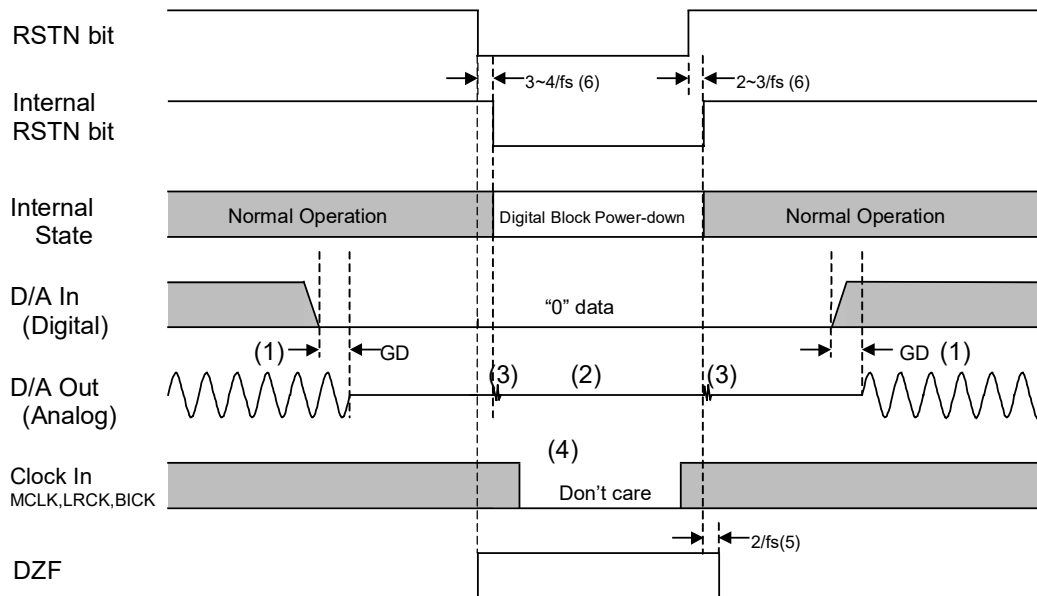 RSTN bit
3~4/fs (6)
2~3/fs (6)
Internal
RSTN bit
Internal
State
Normal Operation
Digital Block Power-down
Normal Operation
D/A In
(Digital)
“0” data
(1)
GD
GD
(1)
D/A Out
(Analog)
(3)
(2)
(3)
(4)
Clock In
MCLK,LRCK,BICK
Don’t care
2/fs(5)
DZF